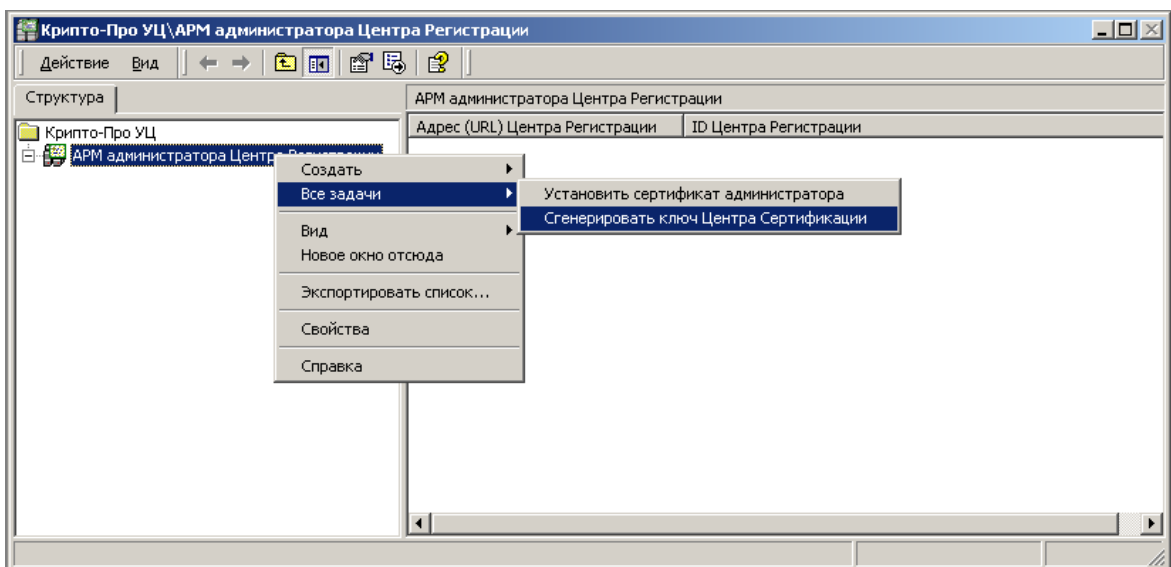 Крипто-Про УЦ\АРМ администратора Центра Регистрации
Действие Вид
Структура
АРМ администратора Центра Регистрации
Адрес (URL) Центра Регистрации ID Центра Регистрации
Крипто-Про УЦ
АРМ администратора Центра Регистрации
Создать
Все задачи
Установить сертификат администратора
Сгенерировать ключ Центра Сертификации
Вид
Новое окно отсюда
Экспортировать список...
Свойства
Справка